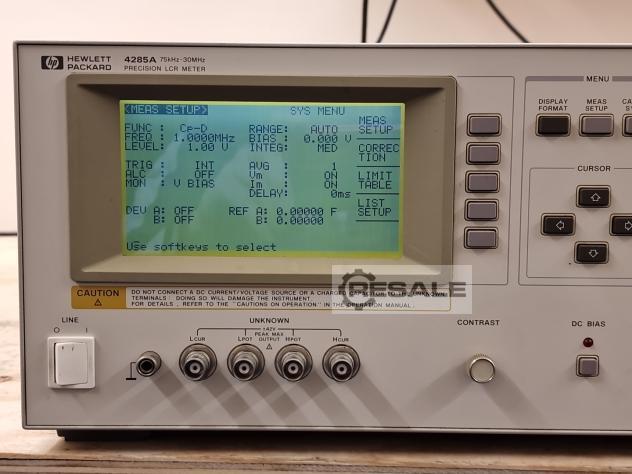 hp HEWLETT PACKARD
4285A 75kHz-30MHz
PRECISION LCR METER
<MEAS SETUP> SYS MENU
FUNC : Cp-D RANGE: AUTO
FREQ : 1.0000MHz BIAS : 0.000 V
LEVEL: 1.00 V INTEG: MED
TRIG : INT AVG : 1
ALC : OFF Vm : ON
MON : V BIAS Im : ON
DELAY: 0ms
DEV A: OFF REF A: 0.00000 F
B: OFF B: 0.00000
Use softkeys to select
MEAS
SETUP
CORREC
TION
LIMIT
TABLE
LIST
SETUP
MENU
DISPLAY
FORMAT
MEAS
SETUP
CURSOR
CAUTION
DO NOT CONNECT A DC CURRENT/VOLTAGE SOURCE OR A CHARGED CAPACITOR TO THE UNKNOWN
TERMINALS: DOING SO WILL DAMAGE THE INSTRUMENT.
FOR DETAILS, REFER TO THE "CAUTIONS ON OPERATION" IN THE OPERATION MANUAL.
RESALE
LINE
O I
UNKNOWN
±42V
PEAK MAX
OUTPUT
LCUR LPOT HPOT HCUR
CONTRAST
DC BIAS